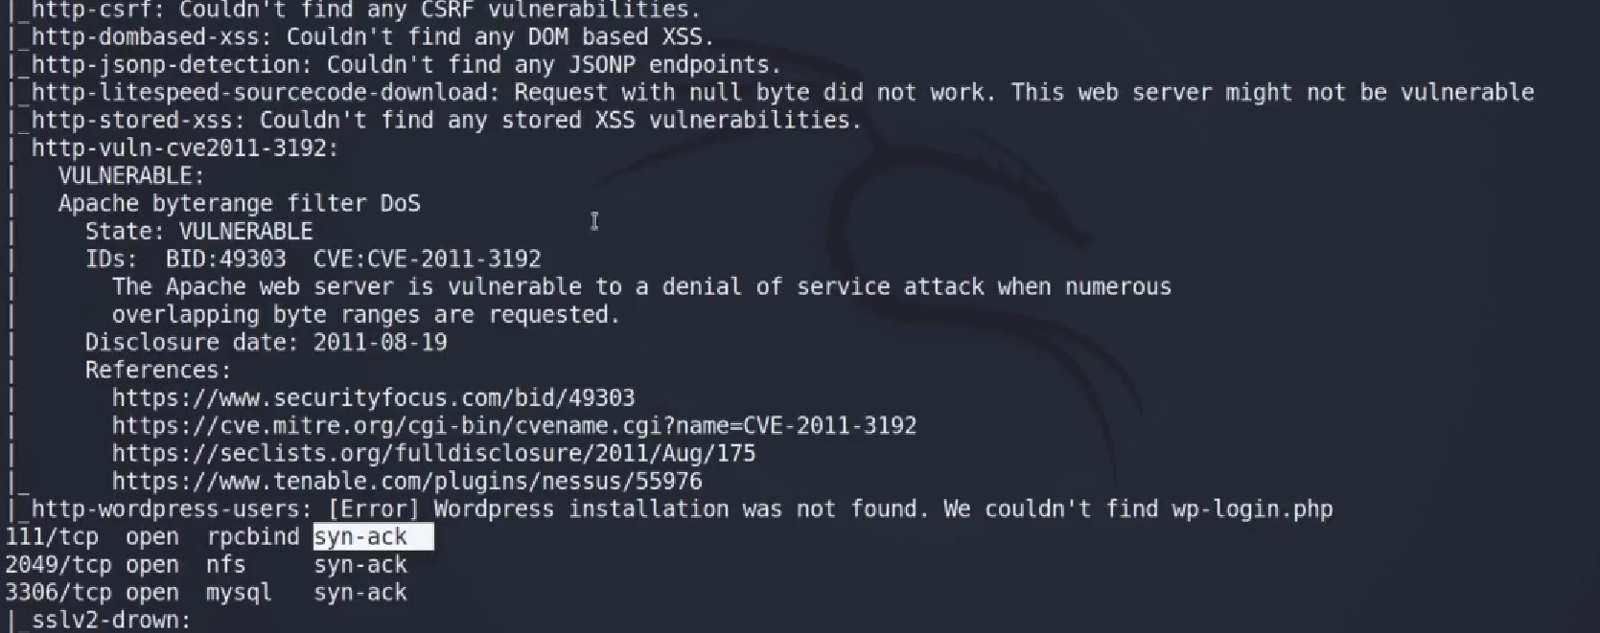 |_http-csrf: Couldn't find any CSRF vulnerabilities.
|_http-dombased-xss: Couldn't find any DOM based XSS.
|_http-jsonp-detection: Couldn't find any JSONP endpoints.
|_http-litespeed-sourcecode-download: Request with null byte did not work. This web server might not be vulnerable
|_http-stored-xss: Couldn't find any stored XSS vulnerabilities.
| http-vuln-cve2011-3192:
|   VULNERABLE:
|   Apache byterange filter DoS
|     State: VULNERABLE
|     IDs:  BID:49303  CVE:CVE-2011-3192
|       The Apache web server is vulnerable to a denial of service attack when numerous
|       overlapping byte ranges are requested.
|     Disclosure date: 2011-08-19
|     References:
|       https://www.securityfocus.com/bid/49303
|       https://cve.mitre.org/cgi-bin/cvename.cgi?name=CVE-2011-3192
|       https://seclists.org/fulldisclosure/2011/Aug/175
|_      https://www.tenable.com/plugins/nessus/55976
|_http-wordpress-users: [Error] Wordpress installation was not found. We couldn't find wp-login.php
111/tcp  open  rpcbind syn-ack
2049/tcp open  nfs     syn-ack
3306/tcp open  mysql   syn-ack
|_sslv2-drown: